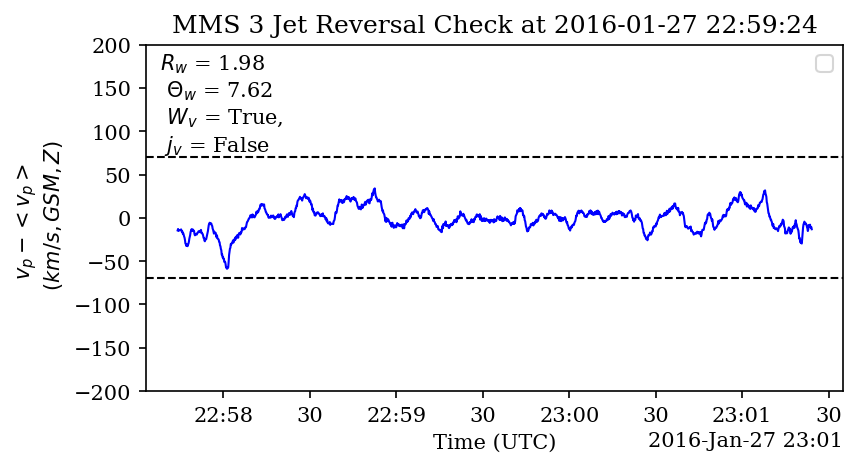 MMS 3 Jet Reversal Check at 2016-01-27 22:59:24
R_w = 1.98
Θ_w = 7.62
W_v = True,
j_v = False
v_p − < v_p >
(km/s, GSM, Z)
200
150
100
50
0
−50
−100
−150
−200
22:58 30 22:59 30 23:00 30 23:01 30
Time (UTC) 2016-Jan-27 23:01